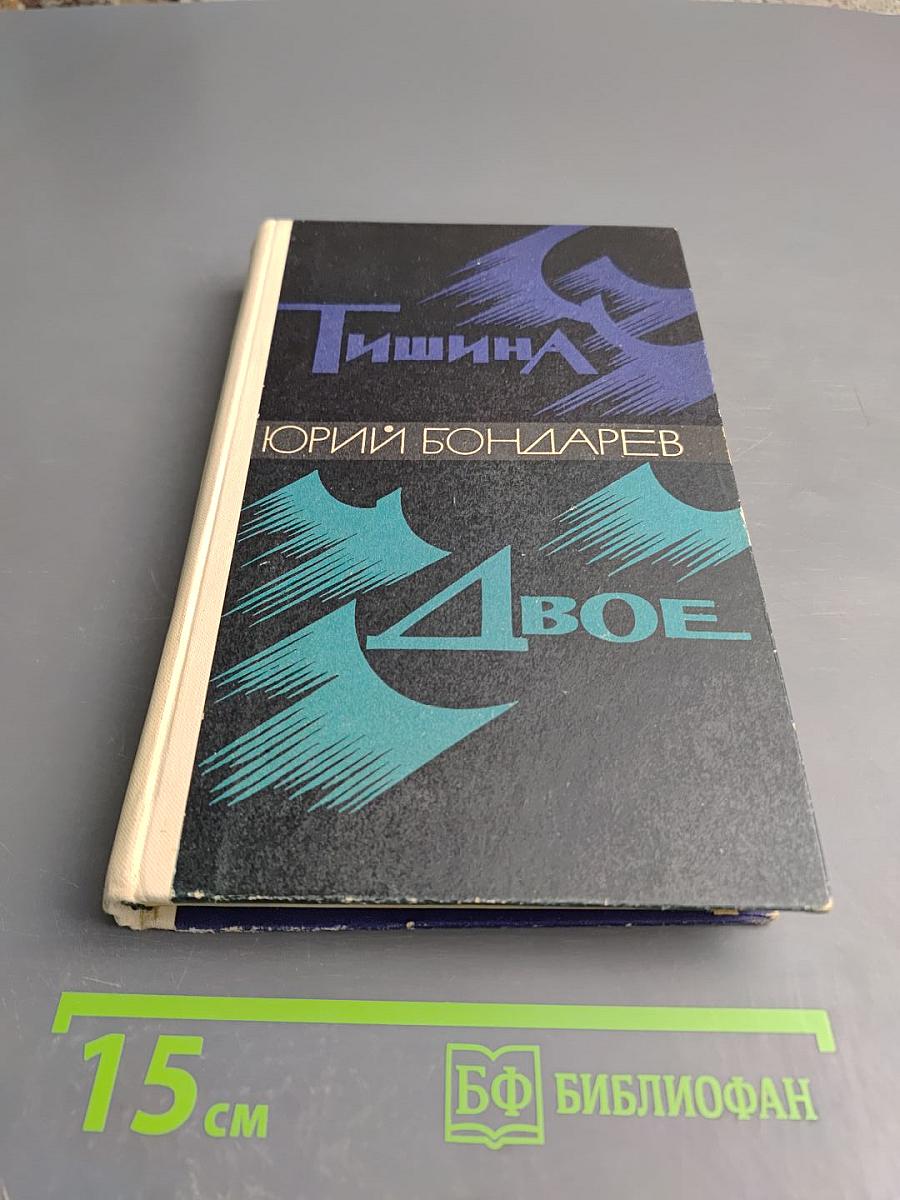 Тишина
ЮРИЙ БОНДАРЕВ
Двое
15 см
БФ БИБЛИОФАН